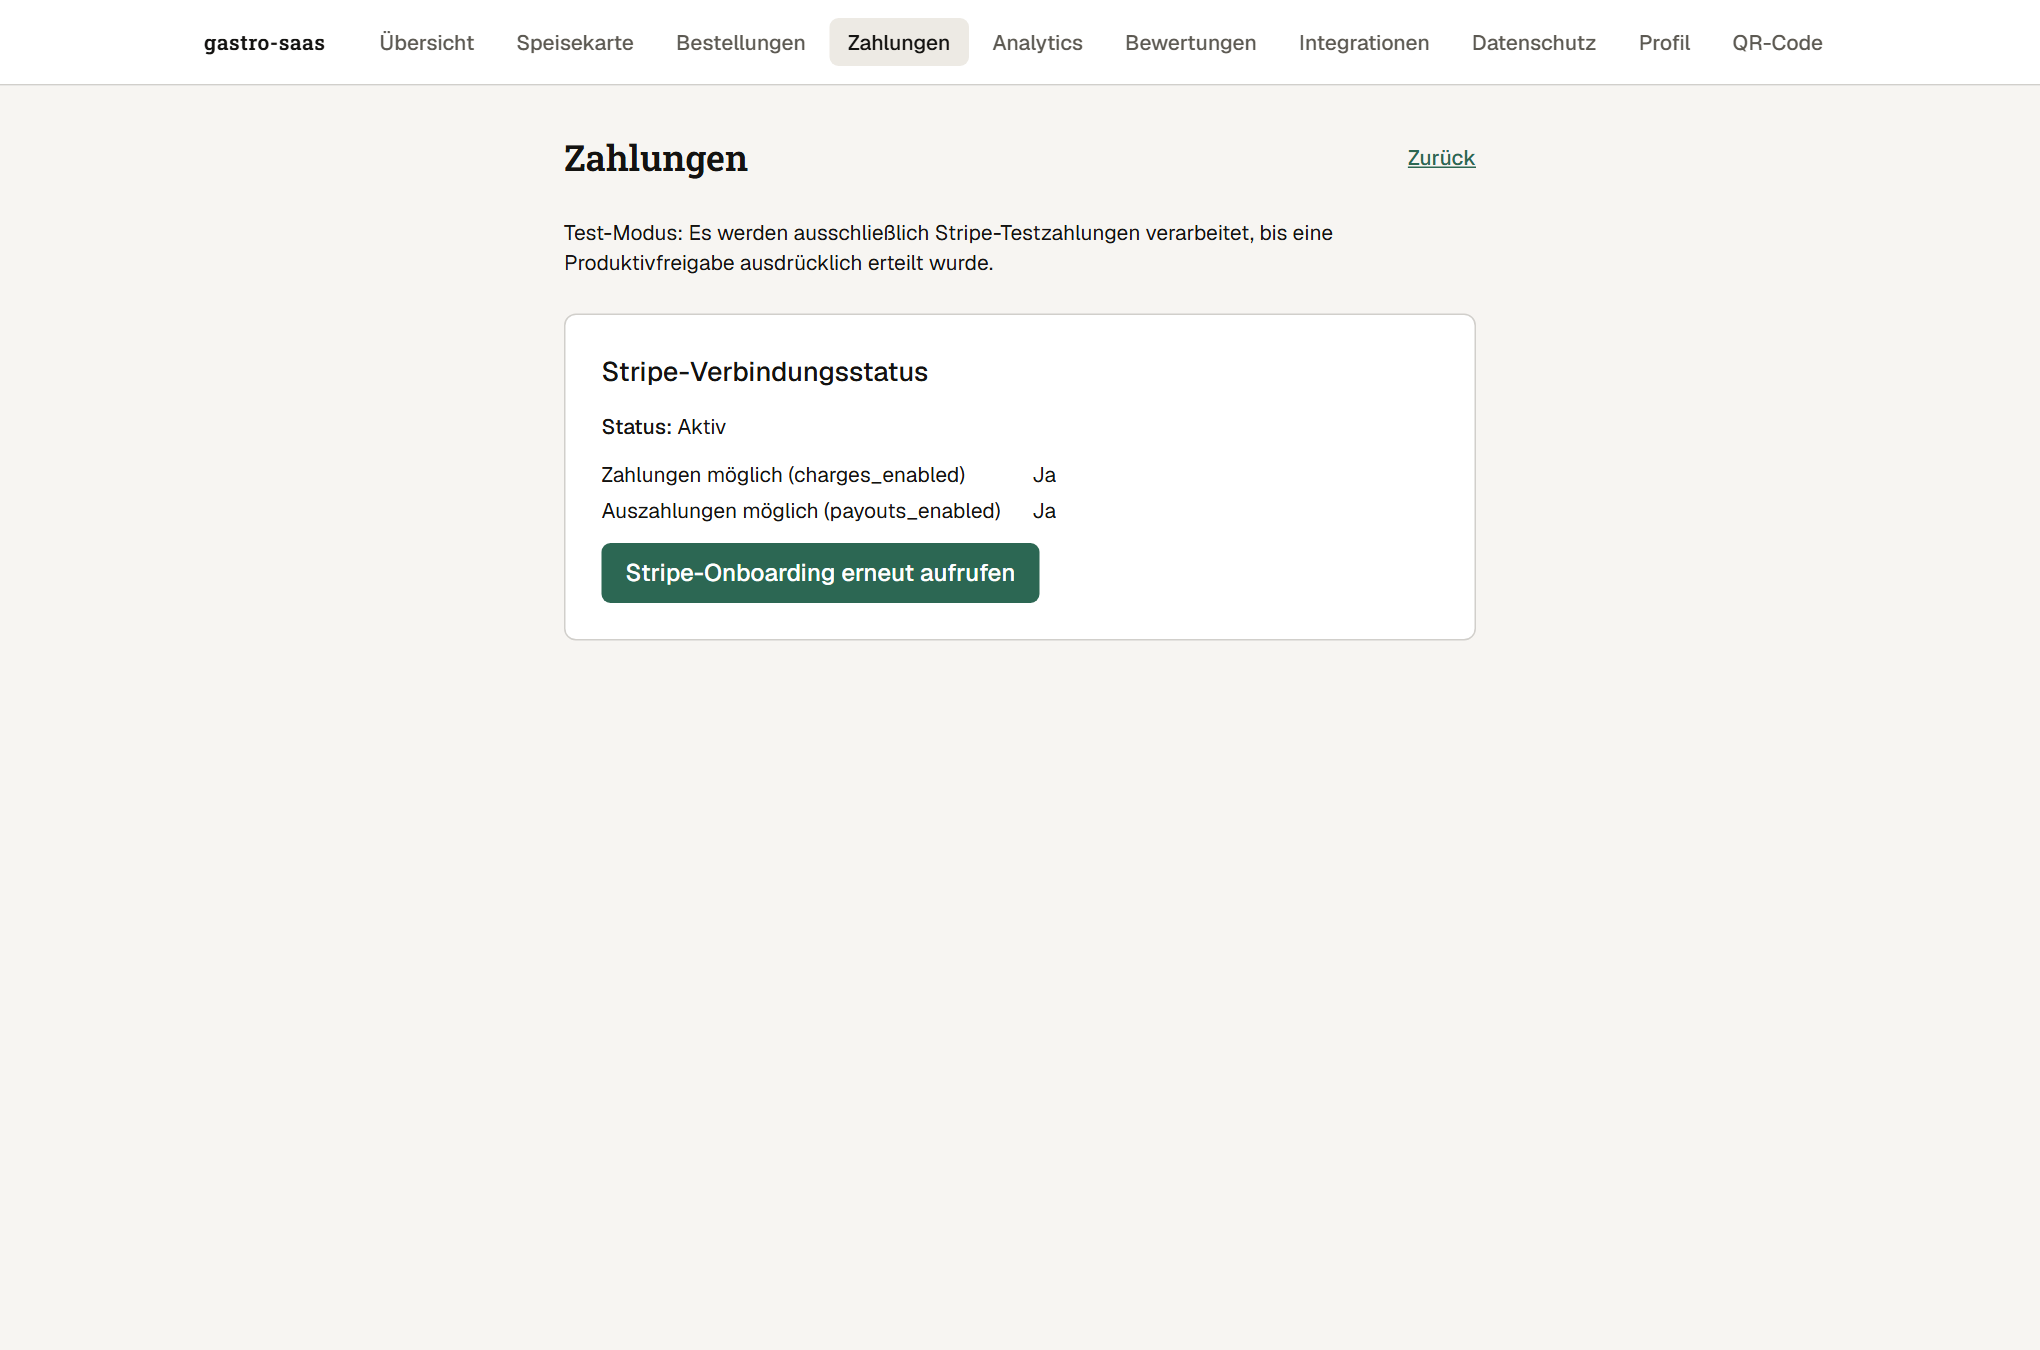 gastro-saas
Übersicht
Speisekarte
Bestellungen
Zahlungen
Analytics
Bewertungen
Integrationen
Datenschutz
Profil
QR-Code
Zahlungen
Zurück
Test-Modus: Es werden ausschließlich Stripe-Testzahlungen verarbeitet, bis eine
Produktivfreigabe ausdrücklich erteilt wurde.
Stripe-Verbindungsstatus
Status: Aktiv
Zahlungen möglich (charges_enabled) Ja
Auszahlungen möglich (payouts_enabled) Ja
Stripe-Onboarding erneut aufrufen